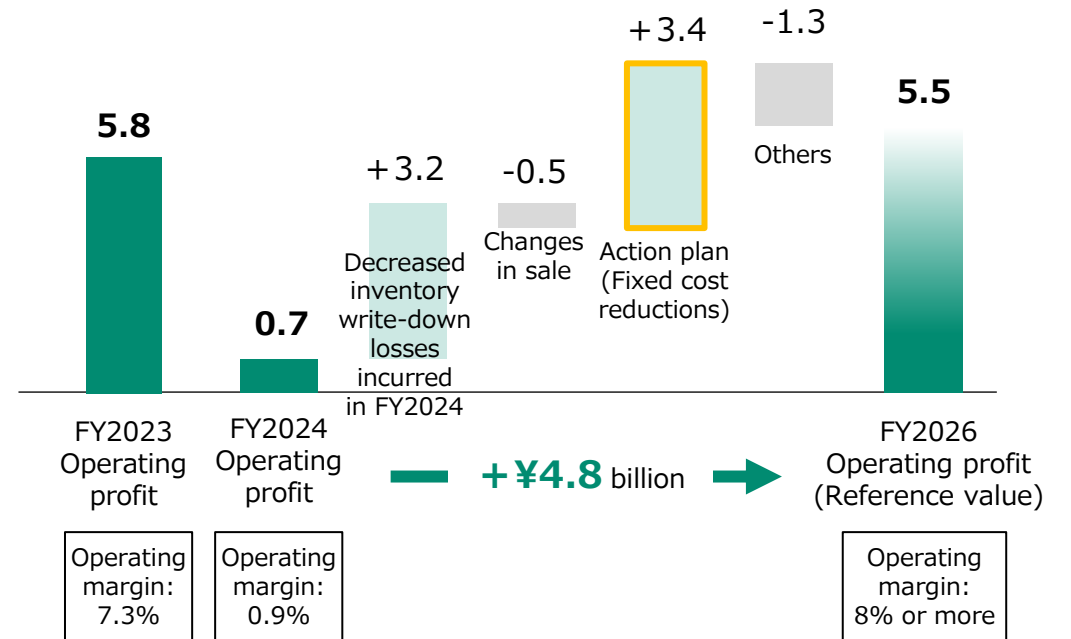 5.8
FY2023
Operating
profit
Operating
margin:
7.3%
0.7
FY2024
Operating
profit
Operating
margin:
0.9%
+3.2
Decreased
inventory
write-down
losses
incurred
in FY2024
-0.5
Changes
in sale
+3.4
Action plan
(Fixed cost
reductions)
-1.3
Others
+¥4.8 billion
5.5
FY2026
Operating profit
(Reference value)
Operating
margin:
8% or more